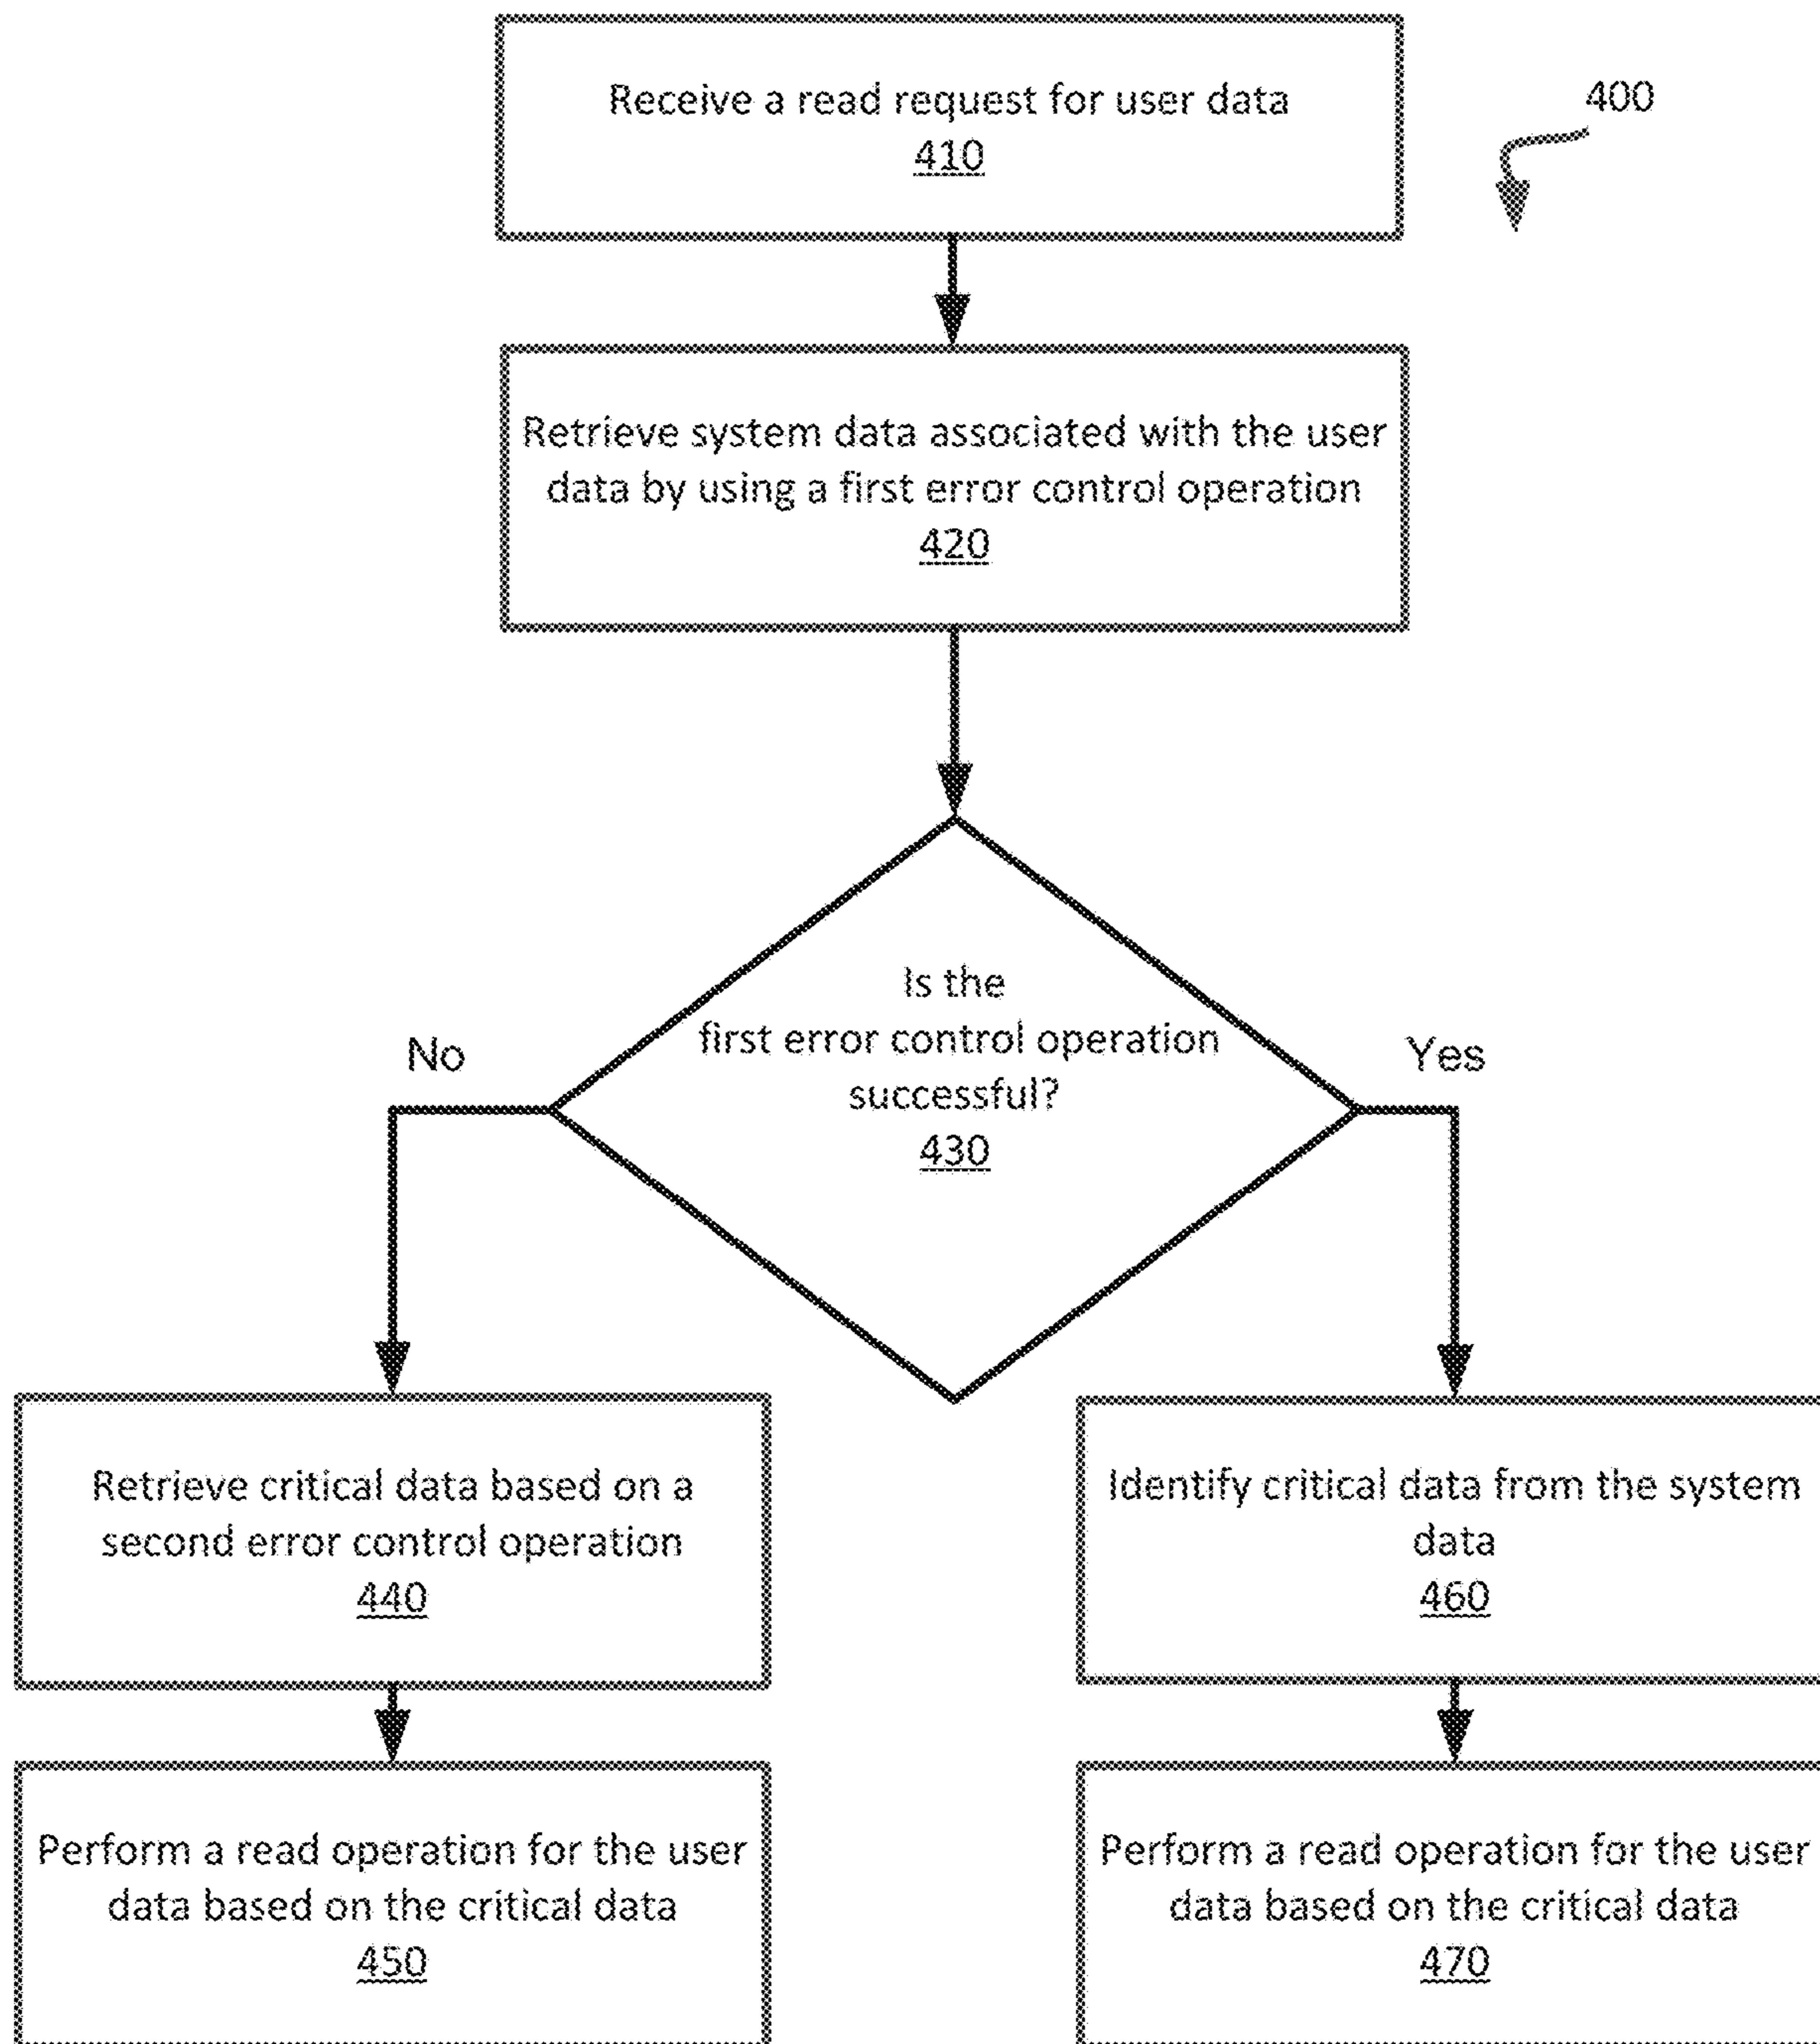 Receive a read request for user data
410
400
Retrieve system data associated with the user
data by using a first error control operation
420
Is the
first error control operation
successful?
430
No
Yes
Retrieve critical data based on a
second error control operation
440
Identify critical data from the system
data
460
Perform a read operation for the user
data based on the critical data
450
Perform a read operation for the user
data based on the critical data
470